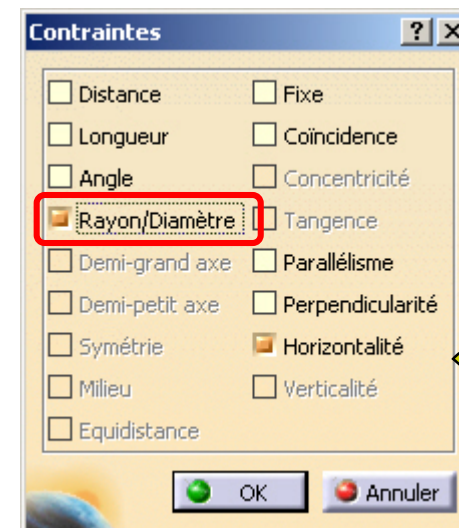 Contraintes
Distance Fixe
Longueur Coïncidence
Angle Concentricité
Rayon/Diamètre Tangence
Demi-grand axe Parallélisme
Demi-petit axe Perpendicularité
Symétrie Horizontalité
Milieu Verticalité
Equidistance
OK Annuler